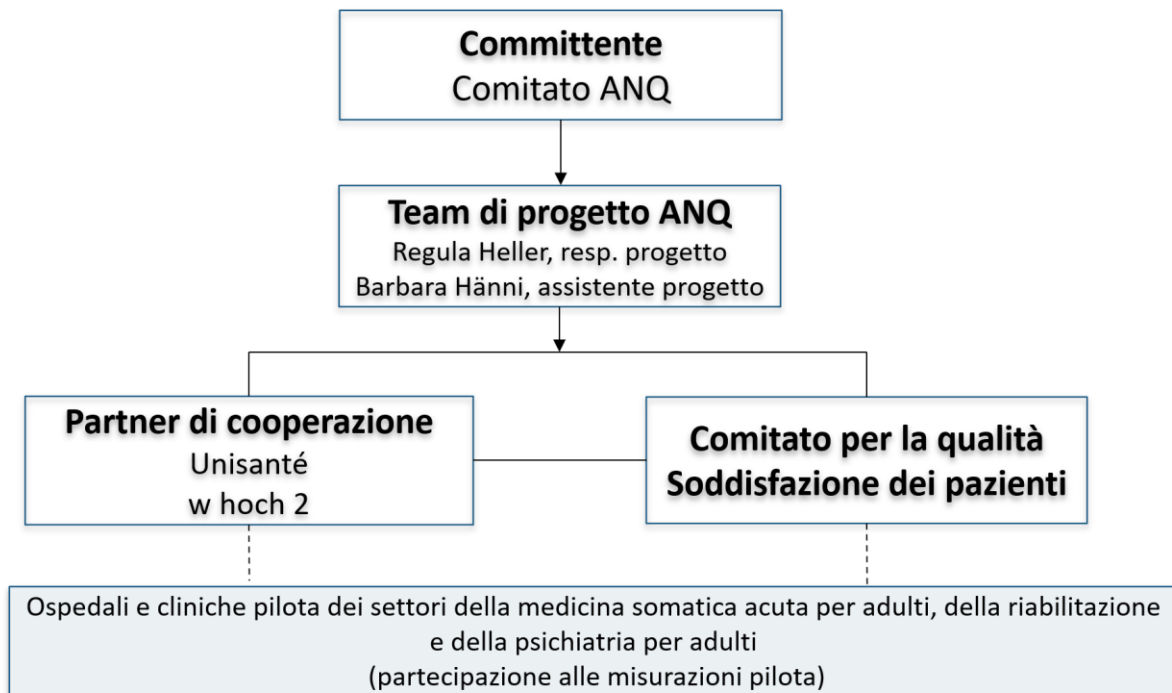 Committente
Comitato ANQ
Team di progetto ANQ
Regula Heller, resp. progetto
Barbara Hänni, assistente progetto
Partner di cooperazione
Unisanté
w hoch 2
Comitato per la qualità
Soddisfazione dei pazienti
Ospedali e cliniche pilota dei settori della medicina somatica acuta per adulti, della riabilitazione
e della psichiatria per adulti
(partecipazione alle misurazioni pilota)